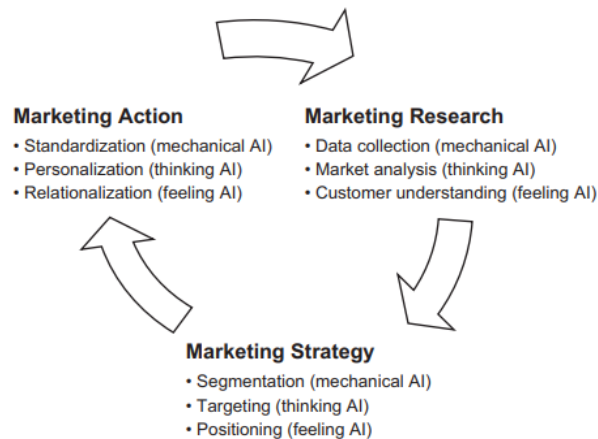 Marketing Action
• Standardization (mechanical AI)
• Personalization (thinking AI)
• Relationalization (feeling AI)
Marketing Research
• Data collection (mechanical AI)
• Market analysis (thinking AI)
• Customer understanding (feeling AI)
Marketing Strategy
• Segmentation (mechanical AI)
• Targeting (thinking AI)
• Positioning (feeling AI)